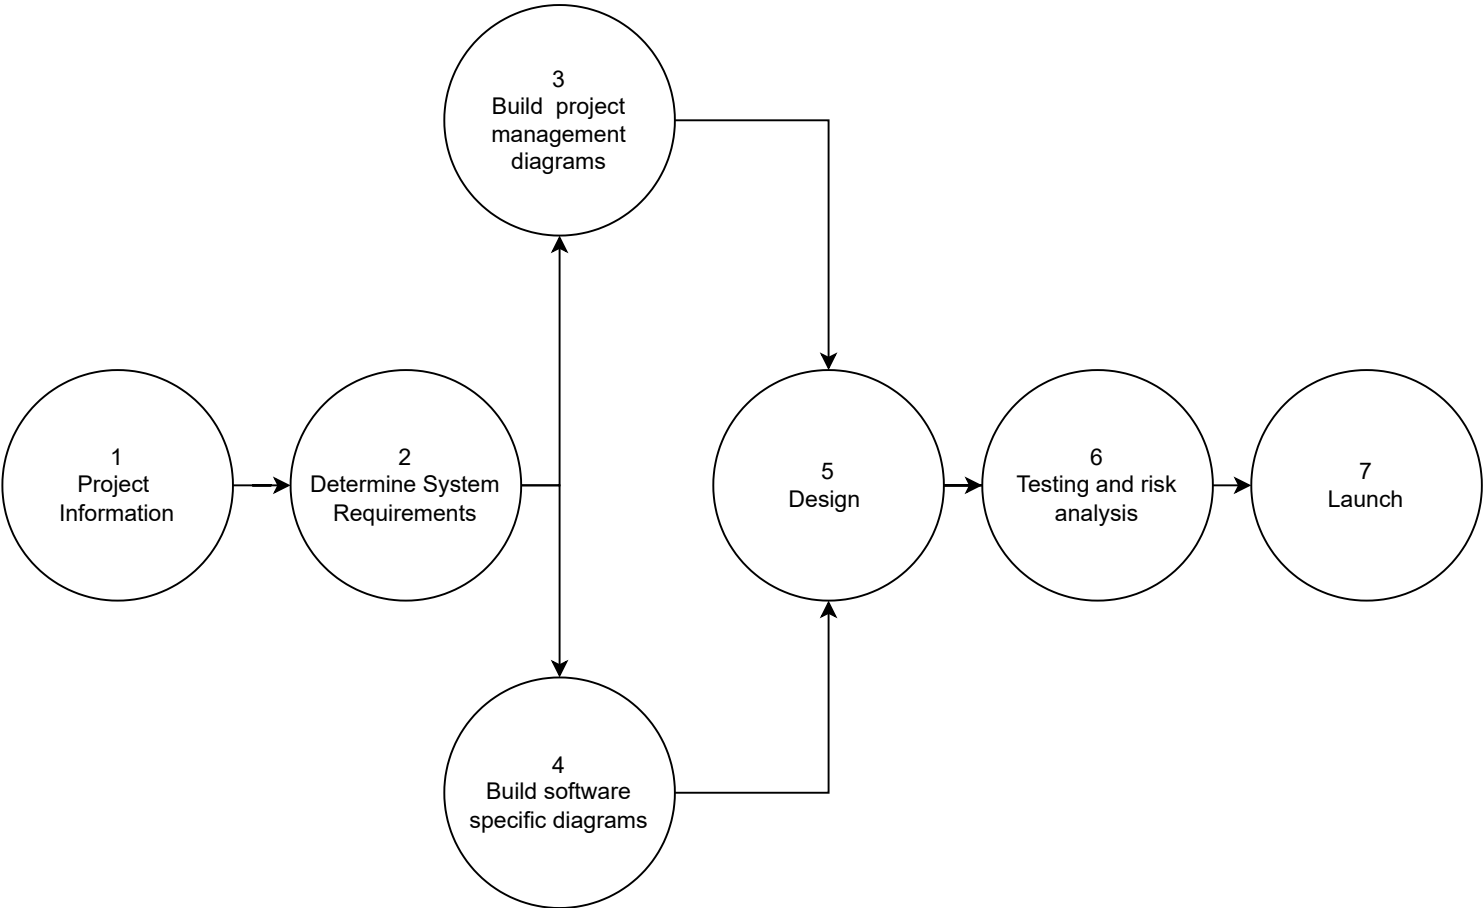 3
Build  project
management
diagrams
1
Project
Information
2
Determine System
Requirements
5
Design
6
Testing and risk
analysis
7
Launch
4
Build software
specific diagrams